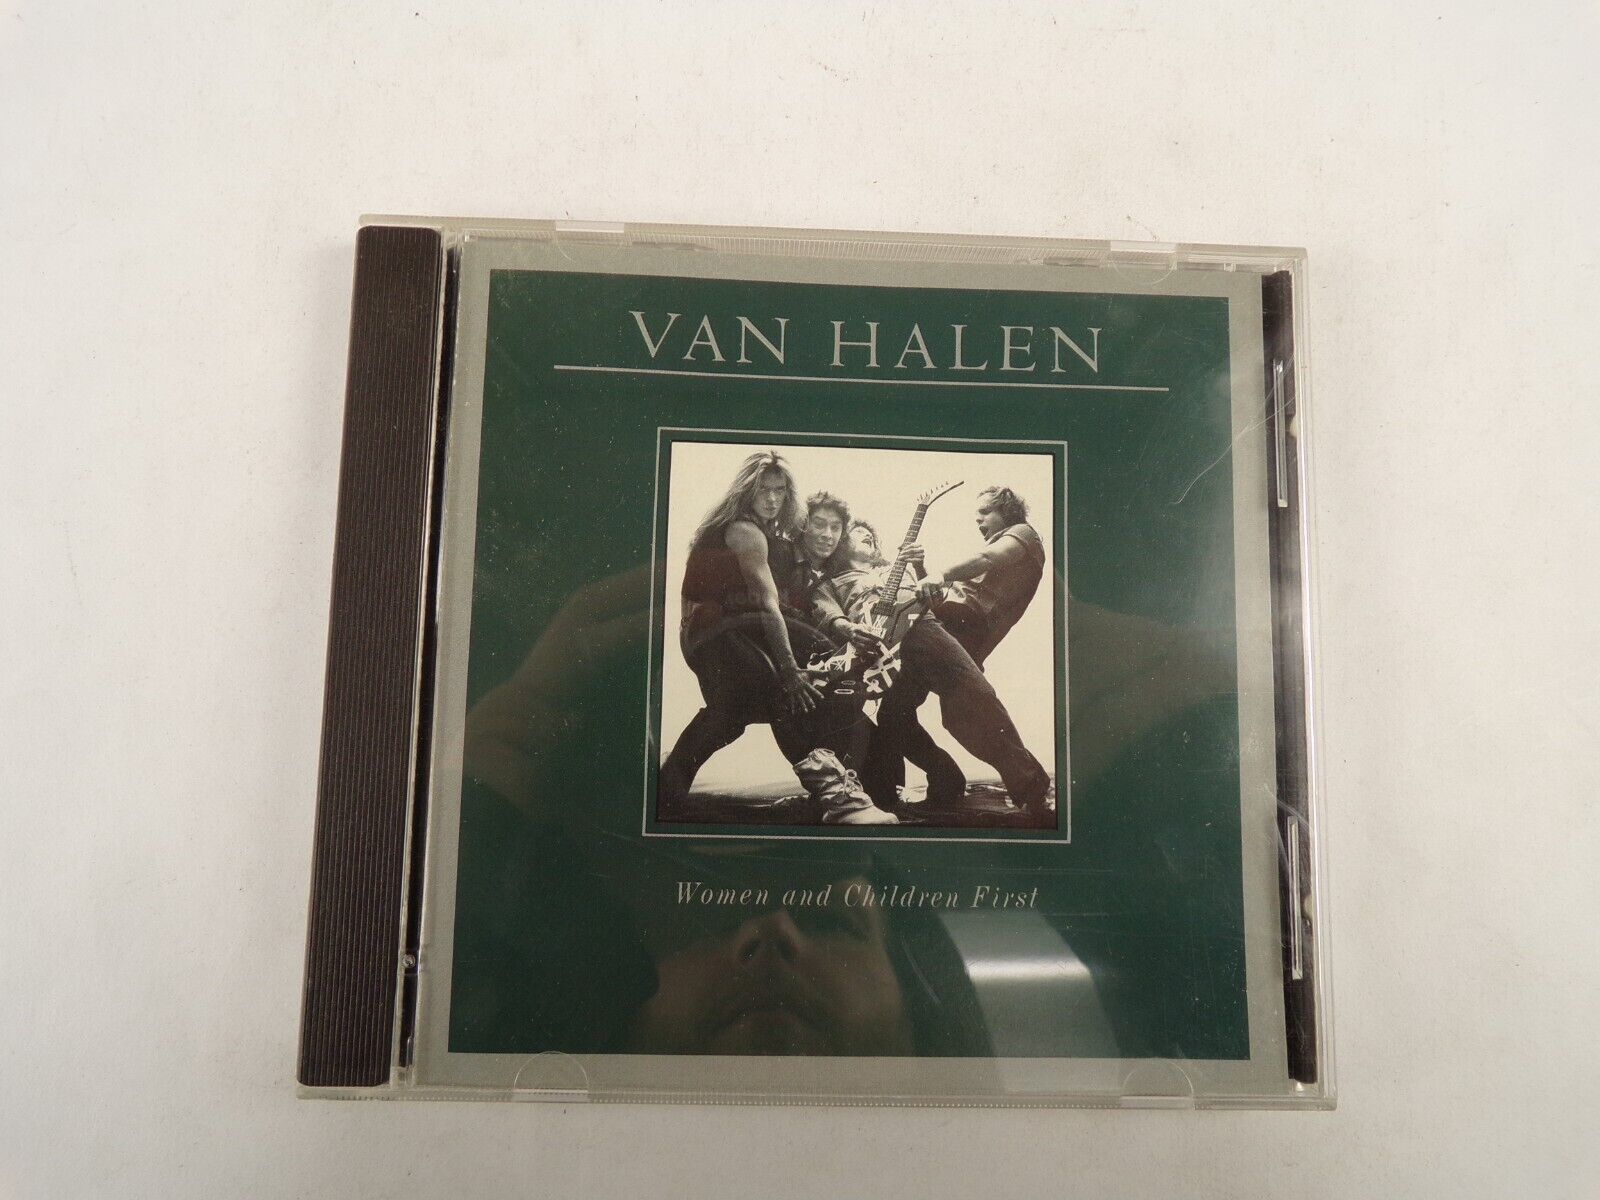 VAN HALEN
Women and Children First